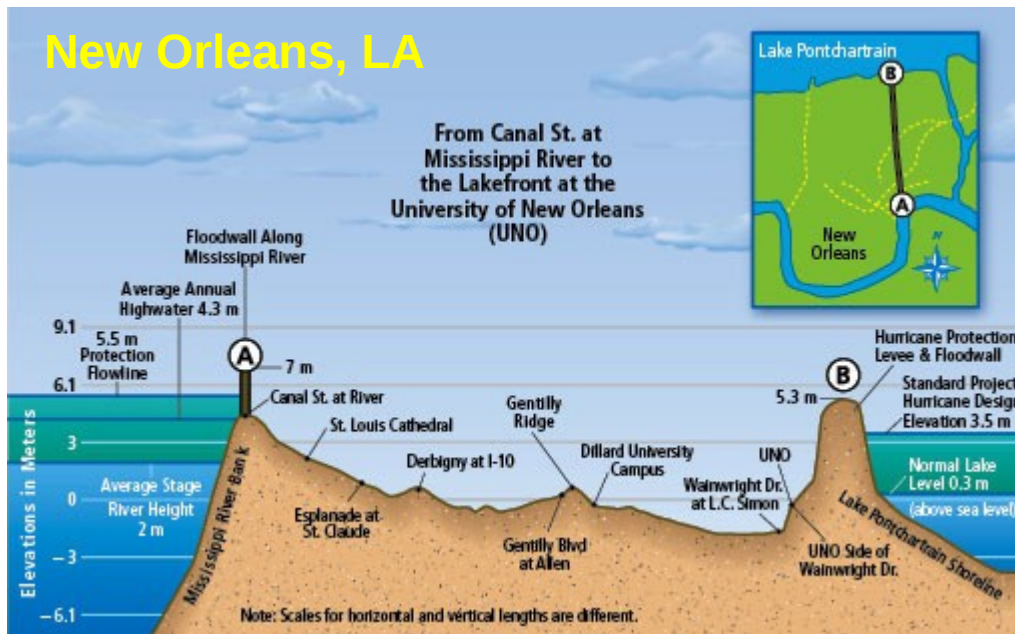 New Orleans, LA
From Canal St. at
Mississippi River to
the Lakefront at the
University of New Orleans
(UNO)
Lake Pontchartrain
B
A
New
Orleans
N
Floodwall Along
Mississippi River
Average Annual
Highwater 4.3 m
5.5 m
Protection
Flowline
9.1
6.1
3
0
−3
−6.1
Elevations in Meters
A
7 m
Canal St. at River
St. Louis Cathedral
Derbigny at I-10
Gentilly
Ridge
Dillard University
Campus
UNO
Wainwright Dr.
at L.C. Simon
B
5.3 m
Hurricane Protection
Levee & Floodwall
Standard Project
Hurricane Design
Elevation 3.5 m
Normal Lake
Level 0.3 m
(above sea level)
Average Stage
River Height
2 m
Mississippi River Bank
Esplanade at
St. Claude
Gentilly Blvd
at Allen
UNO Side of
Wainwright Dr.
Lake Pontchartrain Shoreline
Note: Scales for horizontal and vertical lengths are different.